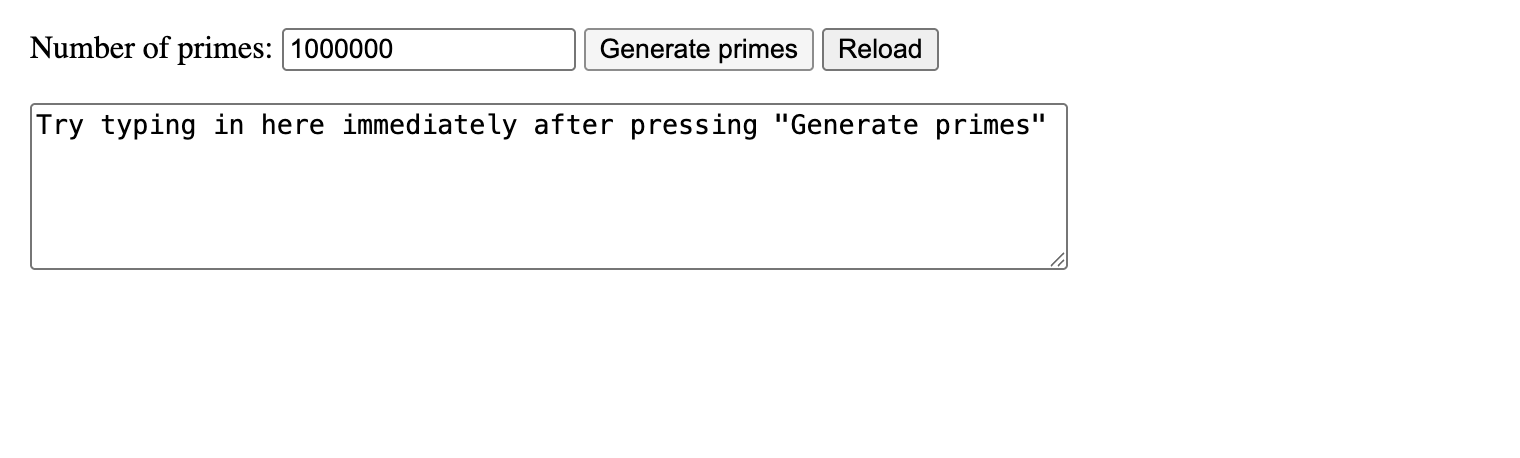 Number of primes: 1000000 Generate primes Reload
Try typing in here immediately after pressing "Generate primes"